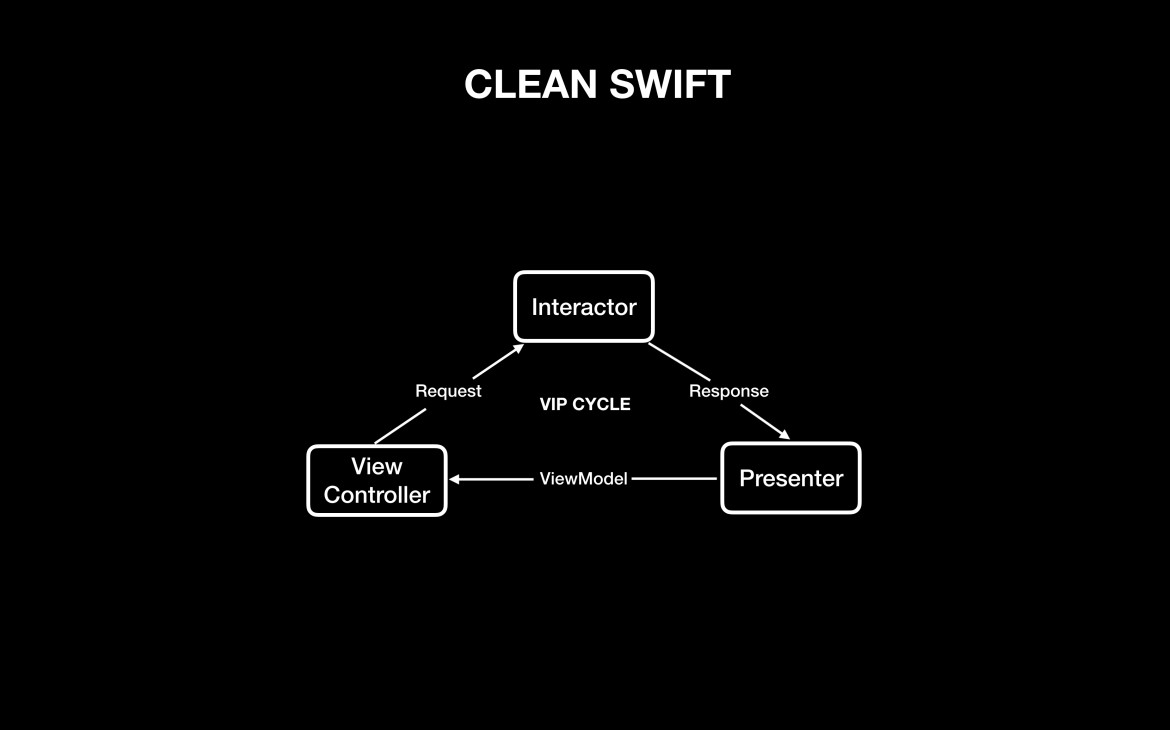 CLEAN SWIFT
Interactor
Request
Response
VIP CYCLE
View
Controller
ViewModel
Presenter